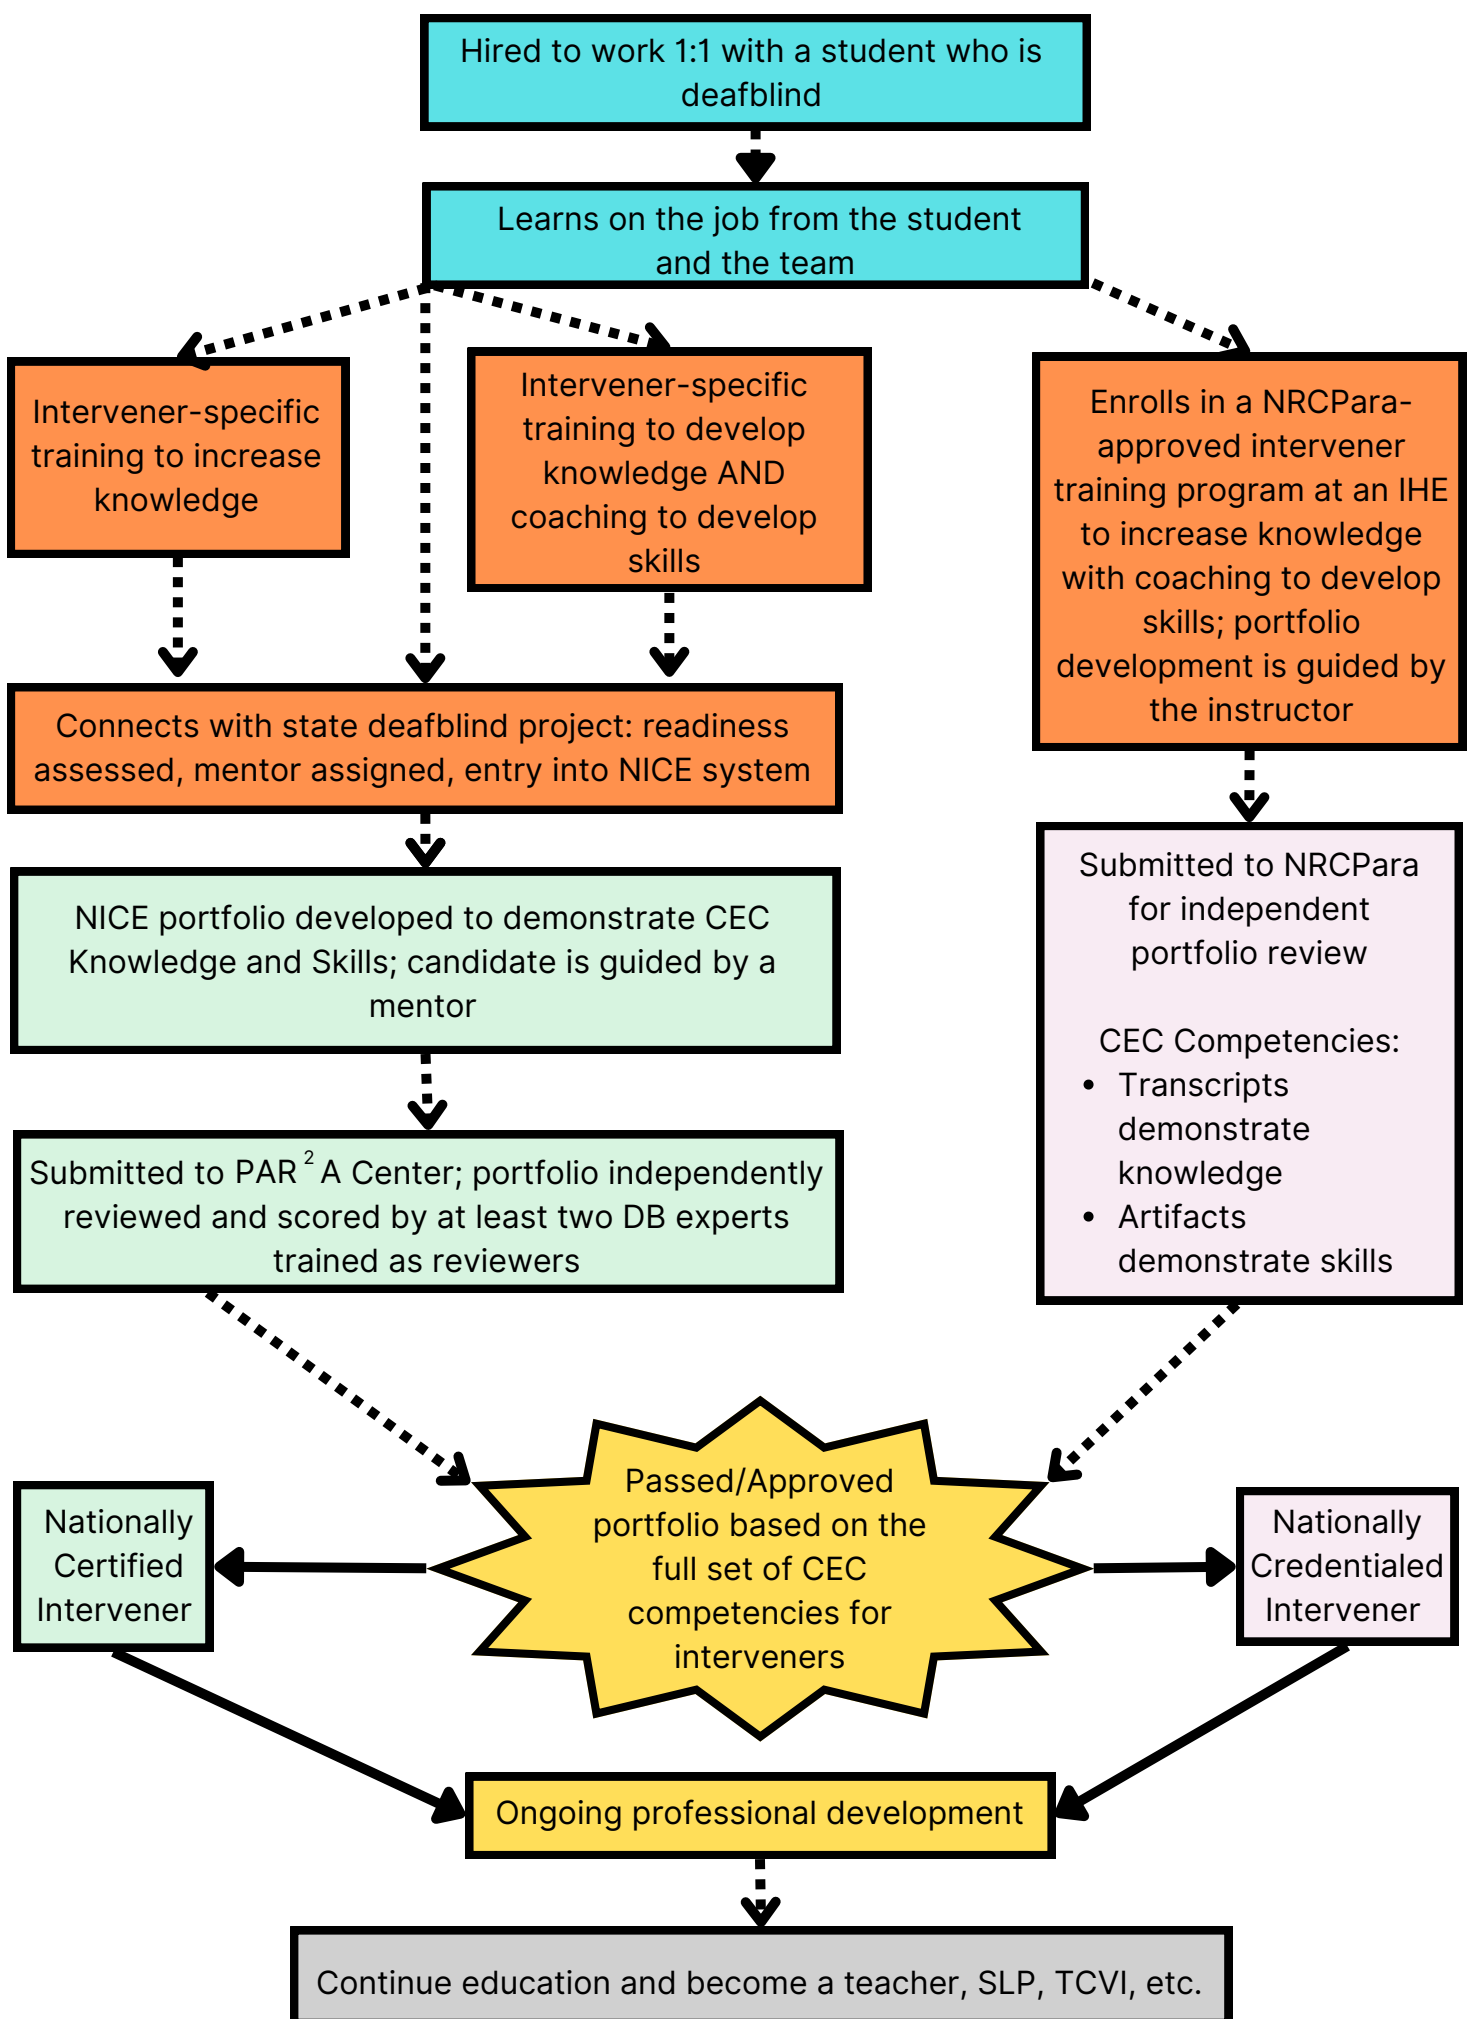 Hired to work 1:1 with a student who is
deafblind
Learns on the job from the student
and the team
Intervener-specific
training to increase
knowledge
Intervener-specific
training to develop
knowledge AND
coaching to develop
skills
Enrolls in a NRCPara-
approved intervener
training program at an IHE
to increase knowledge
with coaching to develop
skills; portfolio
development is guided by
the instructor
Connects with state deafblind project: readiness
assessed, mentor assigned, entry into NICE system
NICE portfolio developed to demonstrate CEC
Knowledge and Skills; candidate is guided by a
mentor
Submitted to NRCPara
for independent
portfolio review
CEC Competencies:
• Transcripts
demonstrate
knowledge
• Artifacts
demonstrate skills
Submitted to PAR² A Center; portfolio independently
reviewed and scored by at least two DB experts
trained as reviewers
Passed/Approved
portfolio based on the
full set of CEC
competencies for
interveners
Nationally
Certified
Intervener
Nationally
Credentialed
Intervener
Ongoing professional development
Continue education and become a teacher, SLP, TCVI, etc.